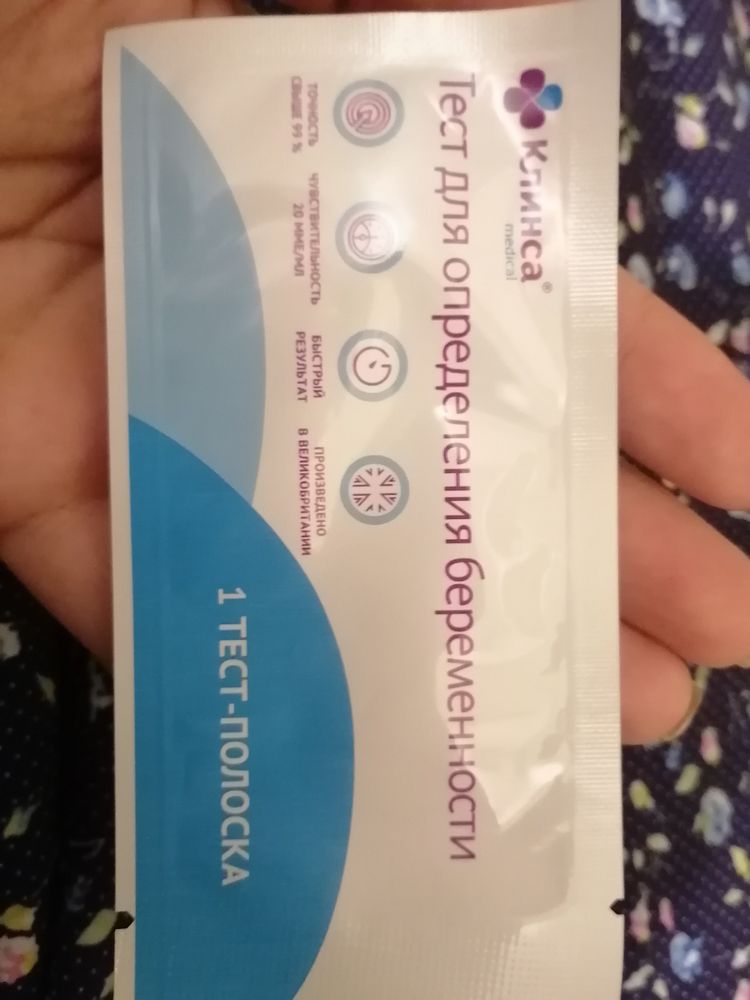 Клинса®
medical
Тест для определения беременности
ТОЧНОСТЬ
СВЫШЕ 99 %
ЧУВСТВИТЕЛЬНОСТЬ
20 ММЕ/МЛ
БЫСТРЫЙ
РЕЗУЛЬТАТ
ПРОИЗВЕДЕНО
В ВЕЛИКОБРИТАНИИ
1 ТЕСТ-ПОЛОСКА